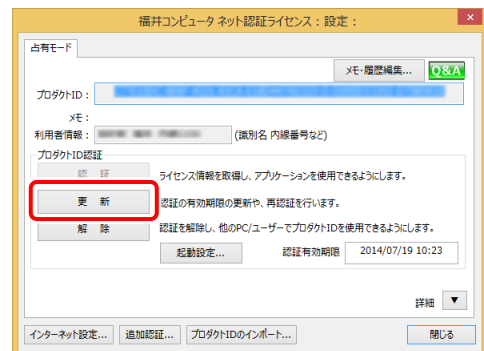 福井コンピュータ ネット認証ライセンス：設定：
占有モード
メモ・履歴編集... Q&A
プロダクトID：
メモ：
利用者情報： (識別名 内線番号など)
プロダクトID認証
認 証 ライセンス情報を取得し、アプリケーションを使用できるようにします。
更 新 認証の有効期限の更新や、再認証を行います。
解 除 認証を解除し、他のPC/ユーザーでプロダクトIDを使用できるようにします。
起動設定... 認証有効期限 2014/07/19 10:23
詳細 ▼
インターネット設定... 追加認証... プロダクトIDのインポート... 閉じる